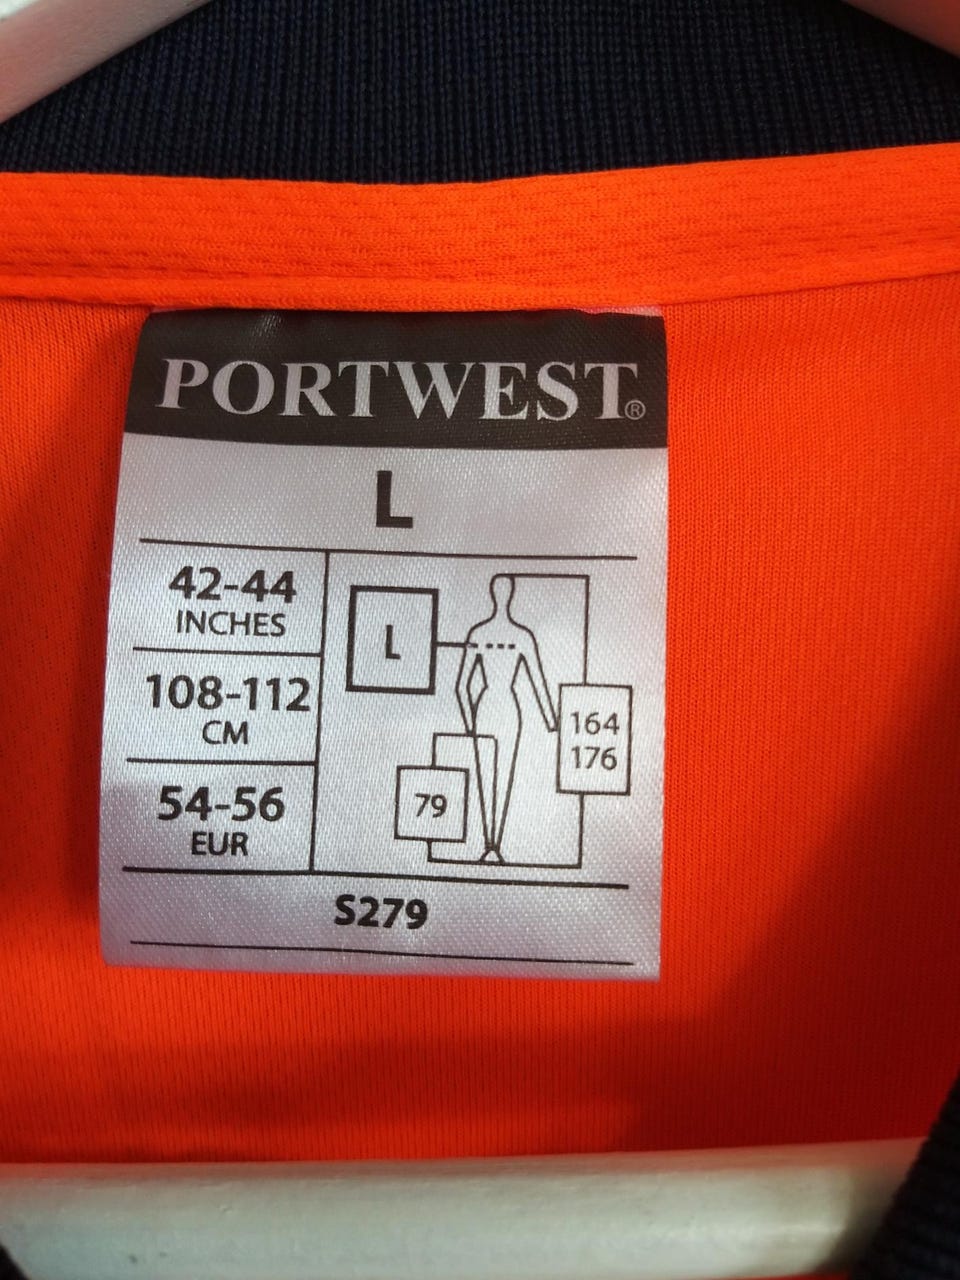 PORTWEST®
L
42-44
INCHES
108-112
CM
54-56
EUR
L
164
176
79
S279